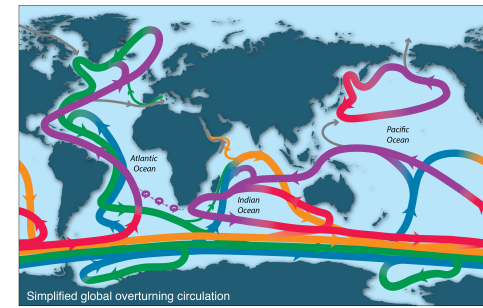 Pacific
Ocean
Atlantic
Ocean
Indian
Ocean
Simplified global overturning circulation